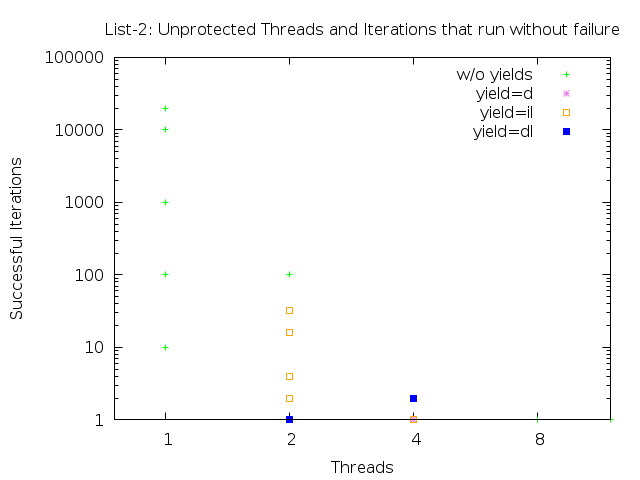 List-2: Unprotected Threads and Iterations that run without failure
100000
10000
1000
100
10
1
Successful Iterations
w/o yields
yield=d
yield=il
yield=dl
1 2 4 8
Threads